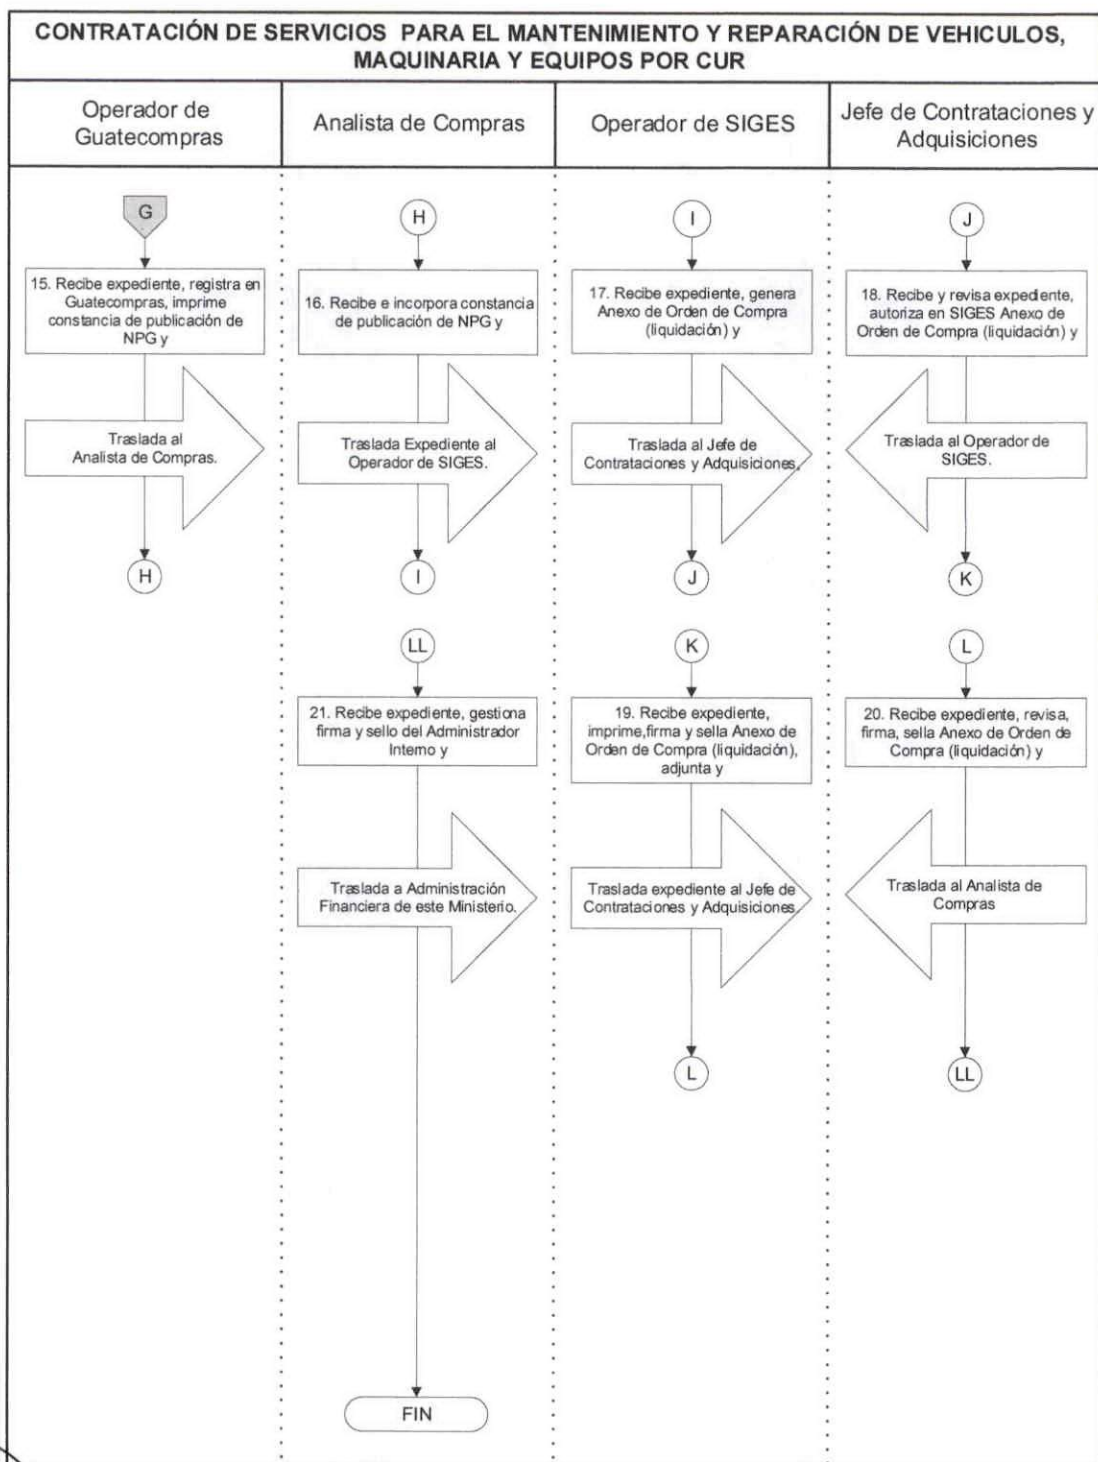 CONTRATACIÓN DE SERVICIOS PARA EL MANTENIMIENTO Y REPARACIÓN DE VEHICULOS,
MAQUINARIA Y EQUIPOS POR CUR
Operador de
Guatecompras
Analista de Compras
Operador de SIGES
Jefe de Contrataciones y
Adquisiciones
G
15. Recibe expediente, registra en
Guatecompras, imprime
constancia de publicación de
NPG y
Traslada al
Analista de Compras.
H
H
16. Recibe e incorpora constancia
de publicación de NPG y
Traslada Expediente al
Operador de SIGES.
I
I
17. Recibe expediente, genera
Anexo de Orden de Compra
(liquidación) y
Traslada al Jefe de
Contrataciones y Adquisiciones.
J
J
18. Recibe y revisa expediente,
autoriza en SIGES Anexo de
Orden de Compra (liquidación) y
Traslada al Operador de
SIGES.
K
LL
21. Recibe expediente, gestiona
firma y sello del Administrador
Interno y
Traslada a Administración
Financiera de este Ministerio.
FIN
K
19. Recibe expediente,
imprime,firma y sella Anexo de
Orden de Compra (liquidación),
adjunta y
Traslada expediente al Jefe de
Contrataciones y Adquisiciones.
L
L
20. Recibe expediente, revisa,
firma, sella Anexo de Orden de
Compra (liquidación) y
Traslada al Analista de
Compras
LL